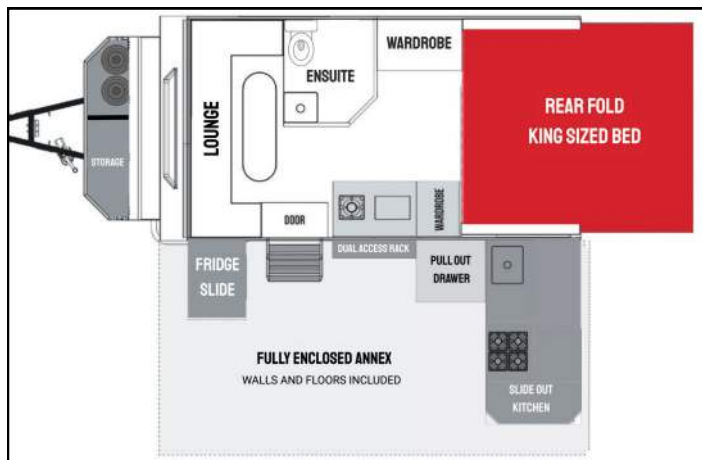 WARDROBE
ENSUITE
LOUNGE
REAR FOLD
KING SIZED BED
STORAGE
DOOR
WARDROBE
DUAL ACCESS RACK
FRIDGE
SLIDE
PULL OUT
DRAWER
FULLY ENCLOSED ANNEX
WALLS AND FLOORS INCLUDED
SLIDE OUT
KITCHEN